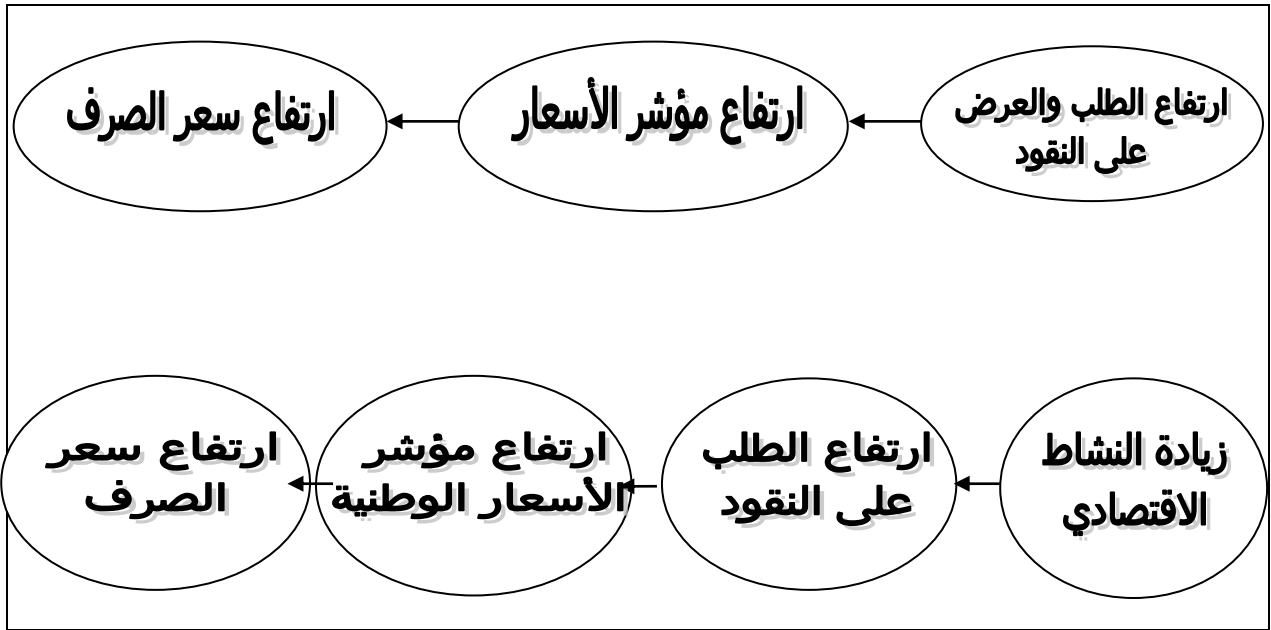 ارتفاع الطلب والعرض
على النقود
ارتفاع مؤشر الأسعار
ارتفاع سعر الصرف
زيادة النشاط
الاقتصادي
ارتفاع الطلب
على النقود
ارتفاع مؤشر
الأسعار الوطنية
ارتفاع سعر
الصرف